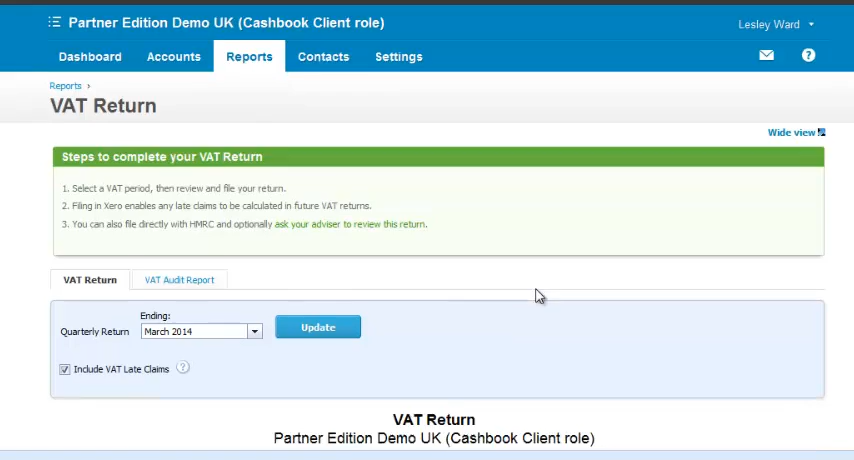 Partner Edition Demo UK (Cashbook Client role)
Lesley Ward
Dashboard Accounts Reports Contacts Settings ?
Reports ›
VAT Return
Wide view
Steps to complete your VAT Return
1. Select a VAT period, then review and file your return.
2. Filing in Xero enables any late claims to be calculated in future VAT returns.
3. You can also file directly with HMRC and optionally ask your adviser to review this return.
VAT Return VAT Audit Report
Ending:
Quarterly Return March 2014 Update
Include VAT Late Claims ?
VAT Return
Partner Edition Demo UK (Cashbook Client role)